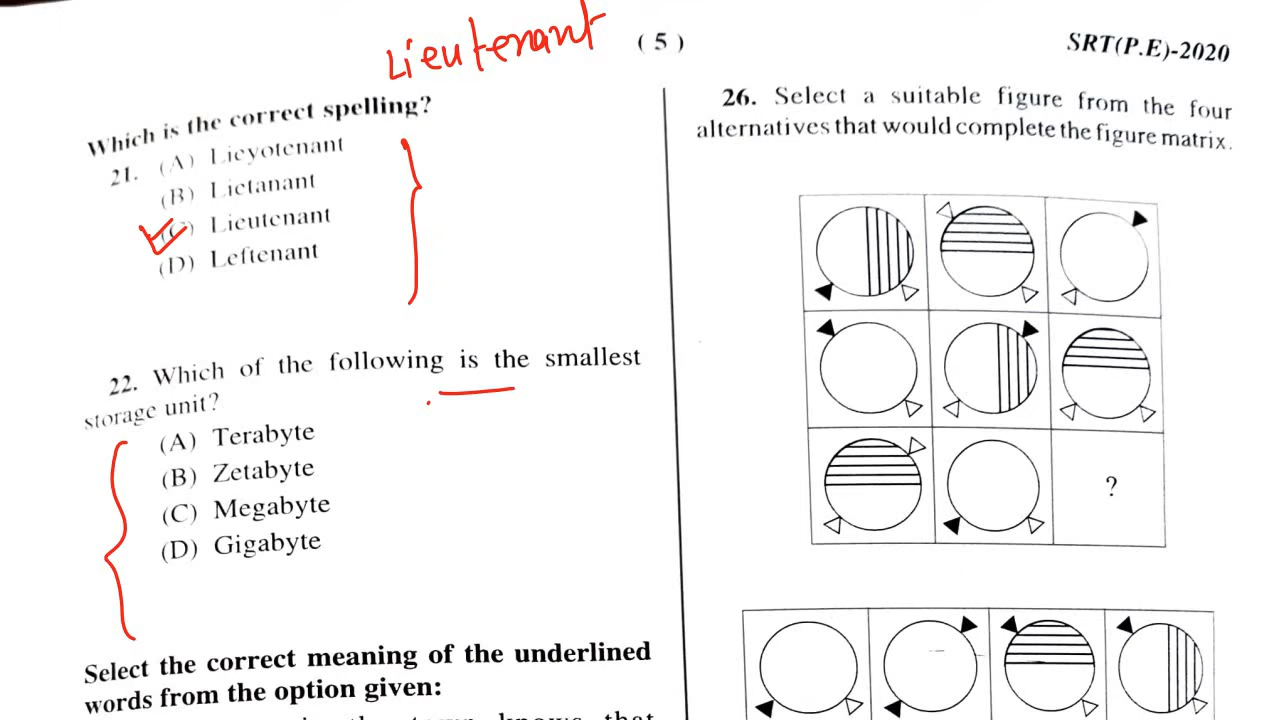 Lieutenant
( 5 )
SRT(P.E)-2020
Which is the correct spelling?
21. (A) Lieyotenant
(B) Lietanant
(C) Lieutenant
(D) Leftenant
22. Which of the following is the smallest
storage unit?
(A) Terabyte
(B) Zetabyte
(C) Megabyte
(D) Gigabyte
Select the correct meaning of the underlined
words from the option given:
knows that
26. Select a suitable figure from the four
alternatives that would complete the figure matrix.
?